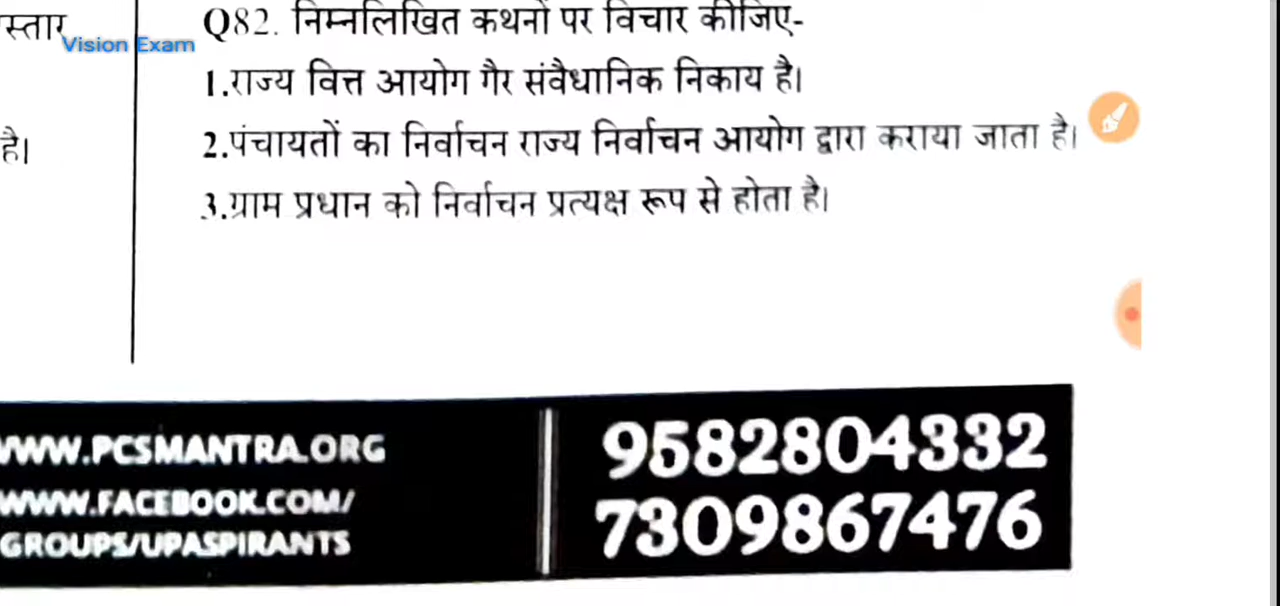 स्तार
Vision Exam
है।
Q82. निम्नलिखित कथनों पर विचार कीजिए-
1.राज्य वित्त आयोग गैर संवैधानिक निकाय है।
2.पंचायतों का निर्वाचन राज्य निर्वाचन आयोग द्वारा कराया जाता है।
3.ग्राम प्रधान को निर्वाचन प्रत्यक्ष रूप से होता है।
WWW.PCSMANTRA.ORG
WWW.FACEBOOK.COM/
GROUPS/UPASPIRANTS
9582804332
7309867476